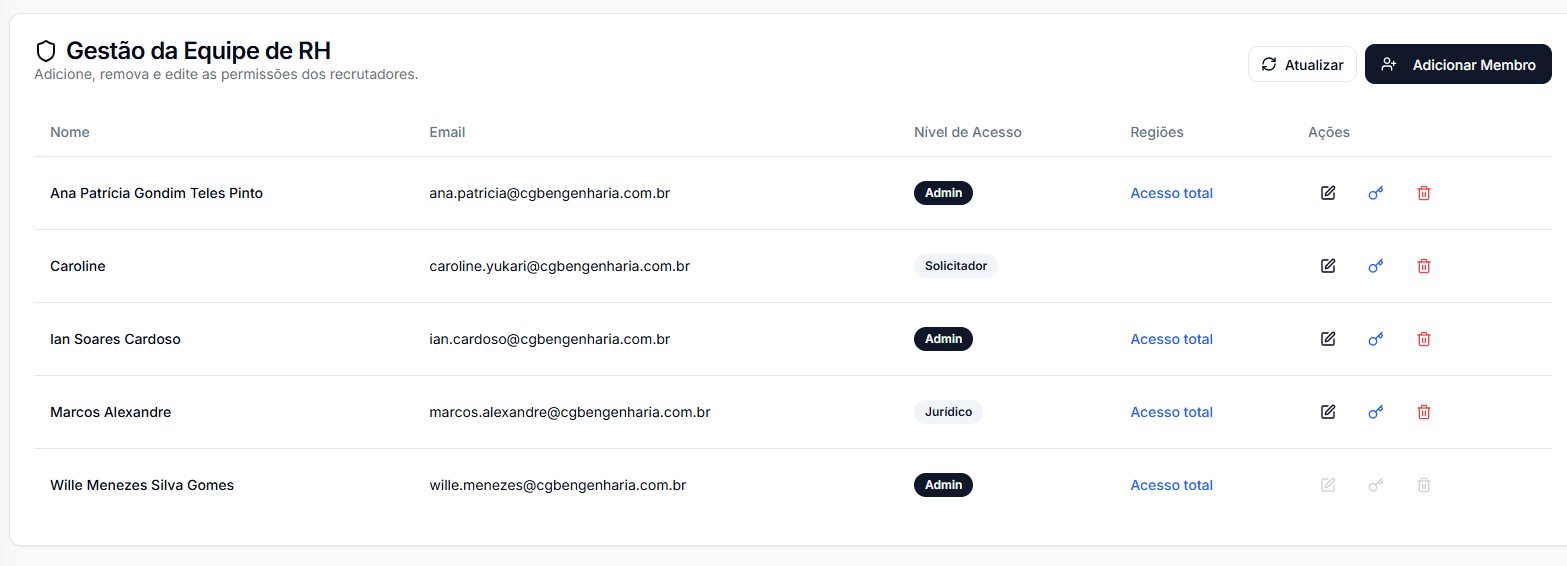 Gestão da Equipe de RH
Adicione, remova e edite as permissões dos recrutadores.
Atualizar
Adicionar Membro
Nome Email Nível de Acesso Regiões Ações
Ana Patrícia Gondim Teles Pinto ana.patricia@cgbengenharia.com.br Admin Acesso total
Caroline caroline.yukari@cgbengenharia.com.br Solicitador
Ian Soares Cardoso ian.cardoso@cgbengenharia.com.br Admin Acesso total
Marcos Alexandre marcos.alexandre@cgbengenharia.com.br Jurídico Acesso total
Wille Menezes Silva Gomes wille.menezes@cgbengenharia.com.br Admin Acesso total